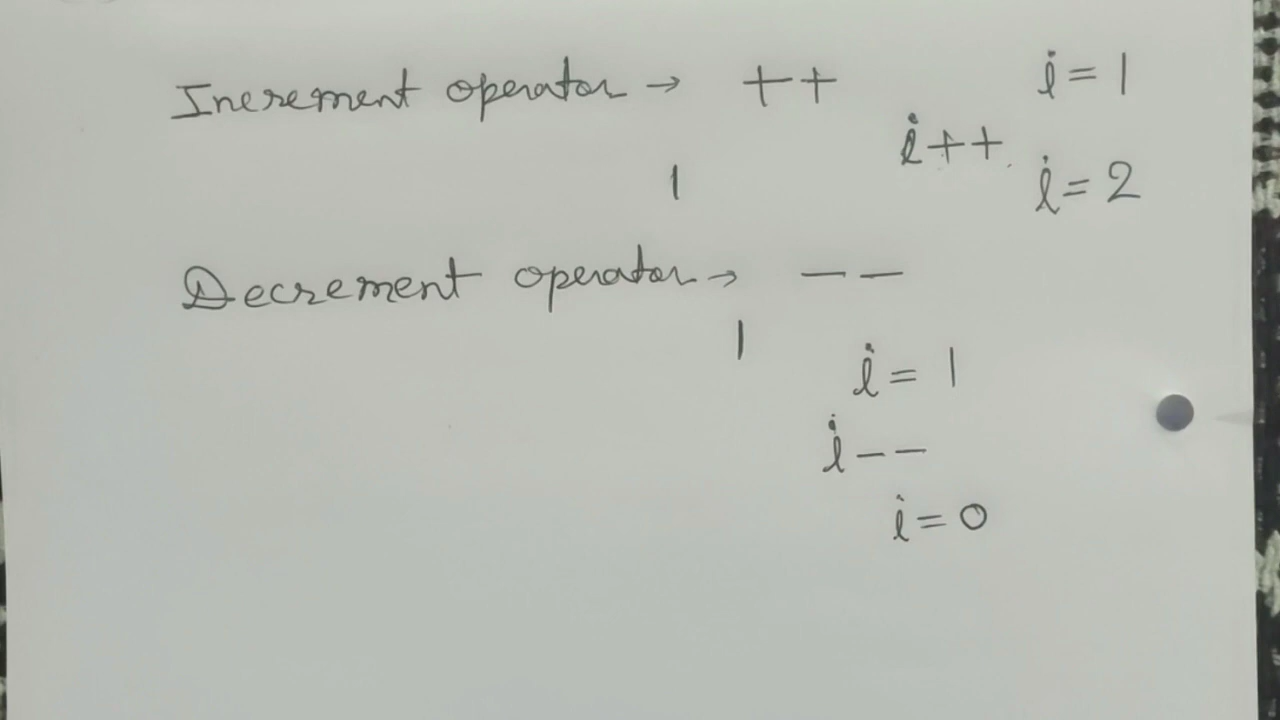 Increment operator → ++ i = 1
i++
1 i = 2
Decrement operator → --
1
i = 1
i--
i = 0